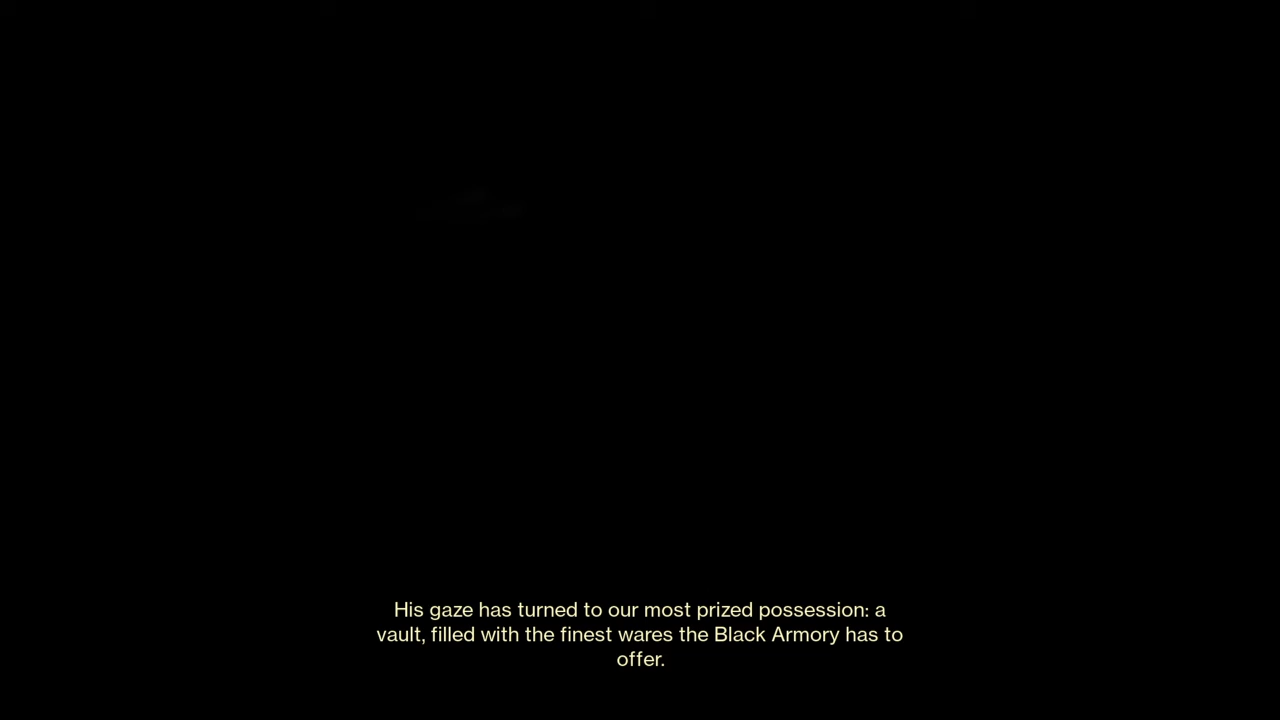 His gaze has turned to our most prized possession: a
vault, filled with the finest wares the Black Armory has to
offer.